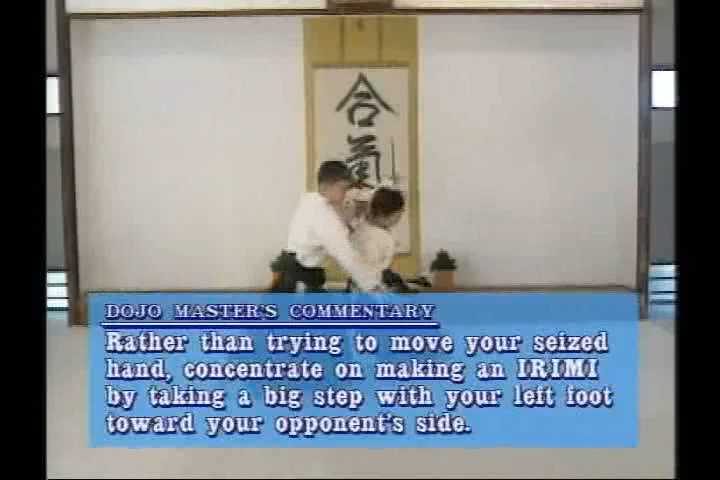 合
氣
DOJO MASTER'S COMMENTARY
Rather than trying to move your seized
hand, concentrate on making an IRIMI
by taking a big step with your left foot
toward your opponent's side.